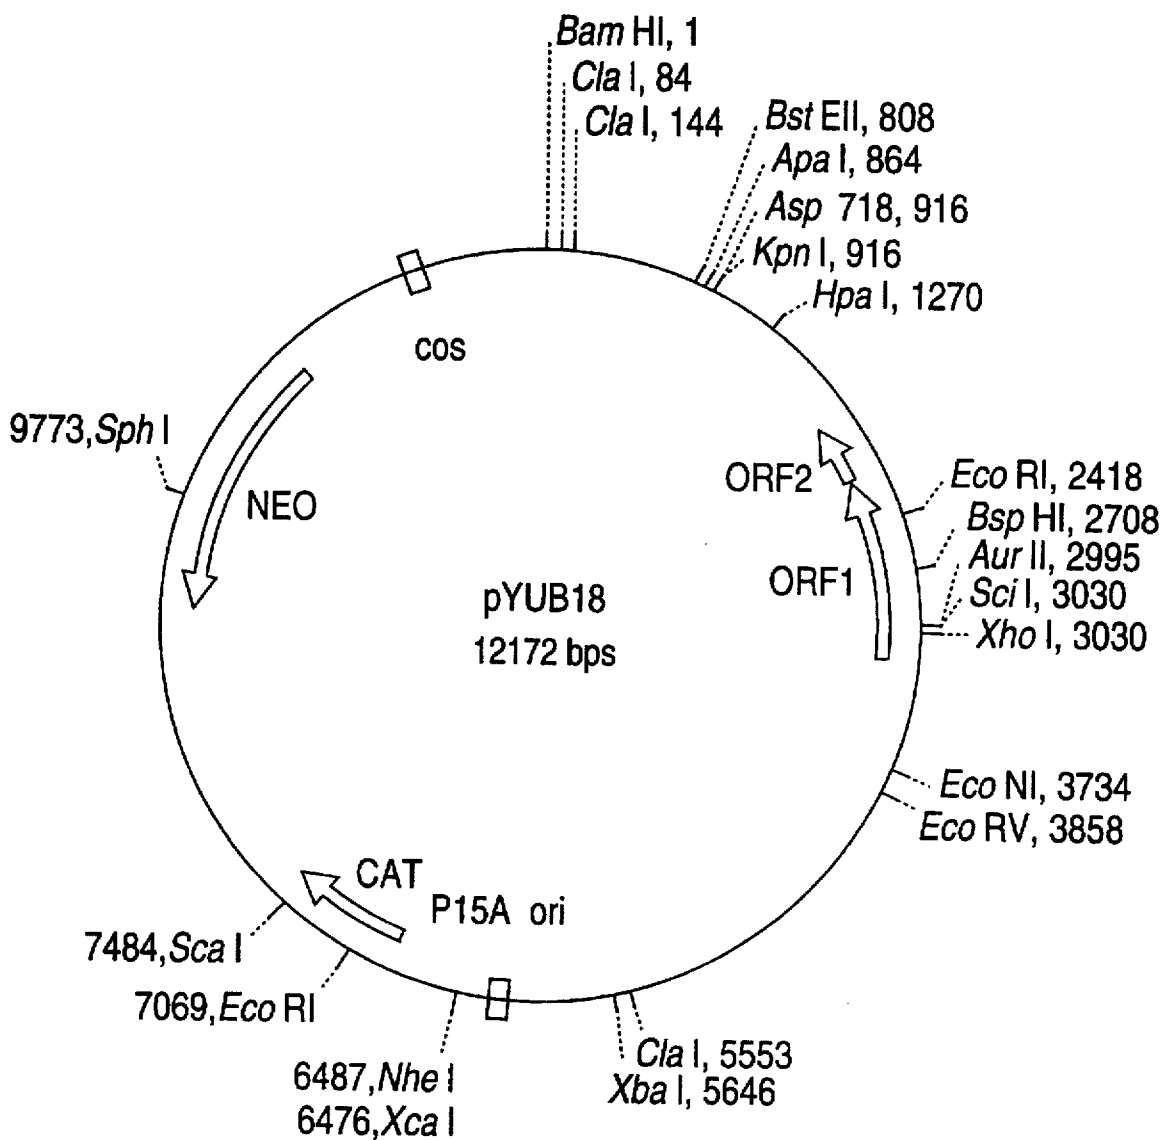 Bam HI, 1
Cla I, 84
Cla I, 144
Bst EII, 808
Apa I, 864
Asp 718, 916
Kpn I, 916
Hpa I, 1270
cos
9773,Sph I
NEO
ORF2
Eco RI, 2418
Bsp HI, 2708
Aur II, 2995
Sci I, 3030
Xho I, 3030
ORF1
pYUB18
12172 bps
Eco NI, 3734
Eco RV, 3858
CAT
P15A ori
7484,Sca I
7069,Eco RI
6487,Nhe I
6476,Xca I
Cla I, 5553
Xba I, 5646